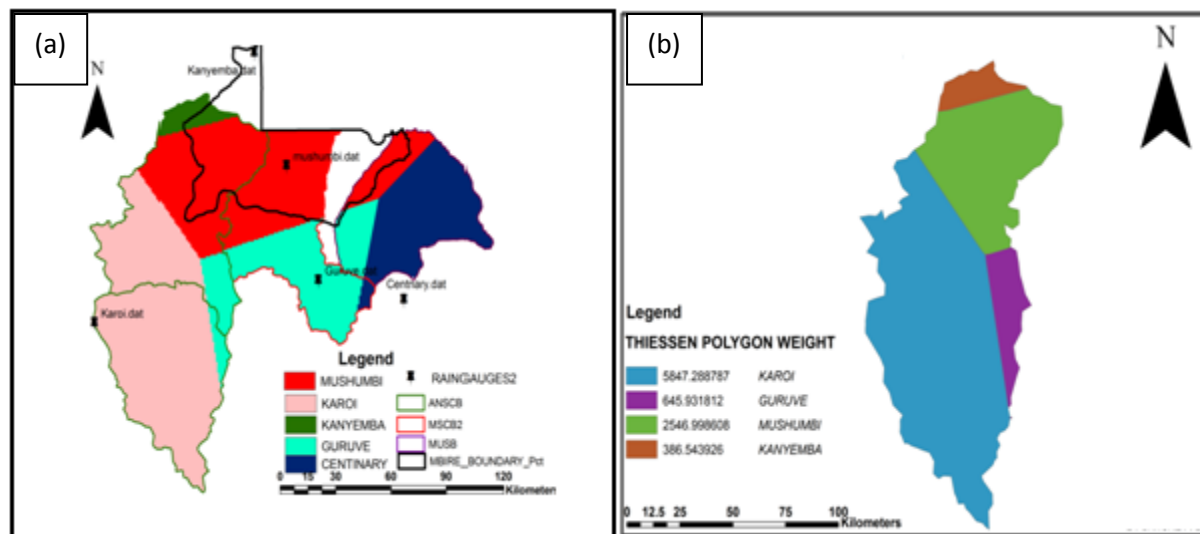 (a)
N
Kanyemba.dat
mushurobi.dat
Guruve.dat
Centriary.dat
Karoi.dat
Legend
MUSHUMBI
KAROI
KANYEMBA
GURUVE
CENTINARY
RAINGAUGES2
ANSCB
MSCB2
MUSB
MBIRE_BOUNDARY_Pct
0 15 30 60 90 120
Kilometers
(b)
N
Legend
THIESSEN POLYGON WEIGHT
5847.288787 KAROI
645.931812 GURUVE
2546.998608 MUSHUMBI
386.543926 KANYEMBA
0 12.5 25 50 75 100
Kilometers